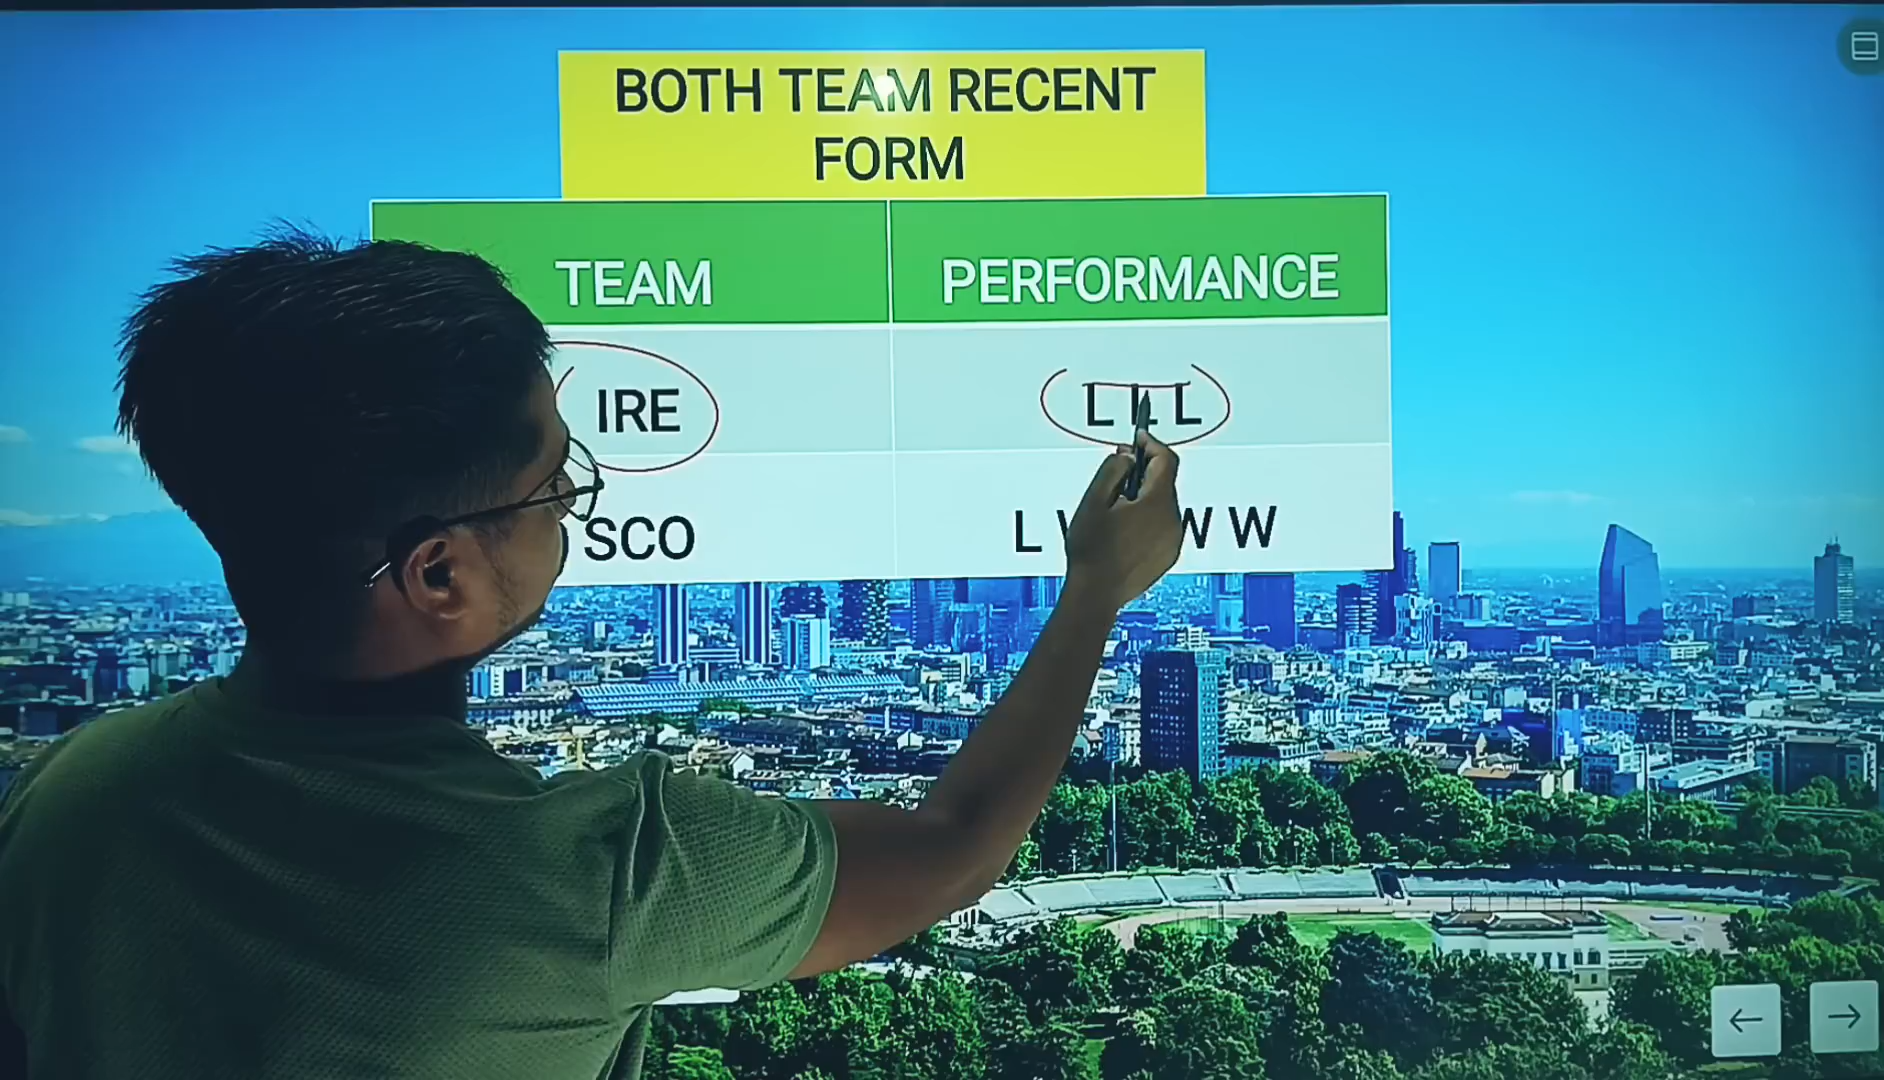 BOTH TEAM RECENT
FORM
TEAM PERFORMANCE
IRE L L L
SCO L W W